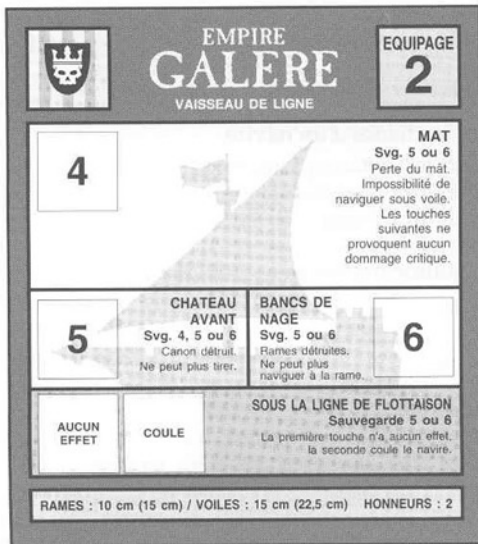 EMPIRE
GALERE
VAISSEAU DE LIGNE
EQUIPAGE
2
4
MAT
Svg. 5 ou 6
Perte du mât.
Impossibilité de
naviguer sous voile.
Les touches
suivantes ne
provoquent aucun
dommage critique.
5
CHATEAU
AVANT
Svg. 4, 5 ou 6
Canon détruit.
Ne peut plus tirer.
BANCS DE
NAGE
Svg. 5 ou 6
Rames détruites.
Ne peut plus
naviguer à la rame.
6
AUCUN
EFFET
COULE
SOUS LA LIGNE DE FLOTTAISON
Sauvegarde 5 ou 6
La première touche n'a aucun effet,
la seconde coule le navire.
RAMES : 10 cm (15 cm) / VOILES : 15 cm (22,5 cm) HONNEURS : 2